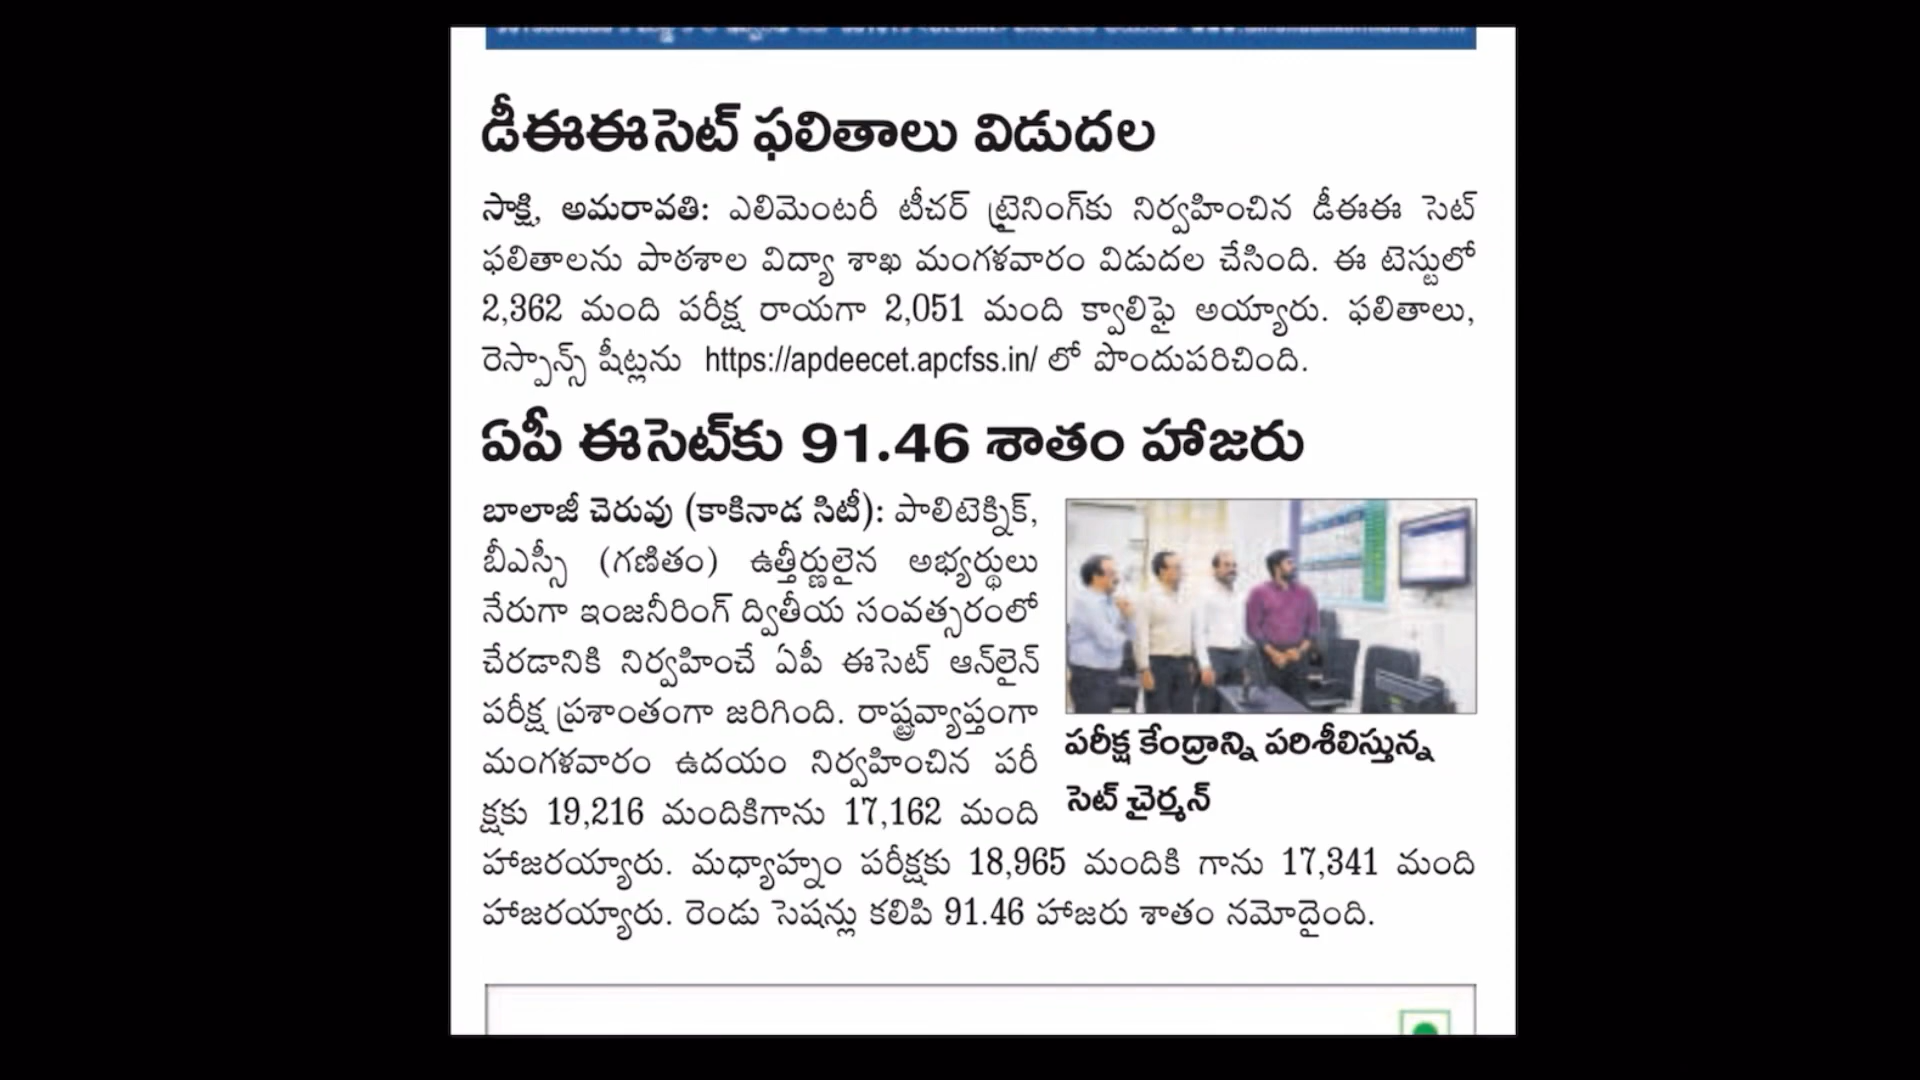 డీఈఈసెట్ ఫలితాలు విడుదల
సాక్షి, అమరావతి: ఎలిమెంటరీ టీచర్ ట్రైనింగ్‌కు నిర్వహించిన డీఈఈ సెట్
ఫలితాలను పాఠశాల విద్యా శాఖ మంగళవారం విడుదల చేసింది. ఈ టెస్టులో
2,362 మంది పరీక్ష రాయగా 2,051 మంది క్వాలిఫై అయ్యారు. ఫలితాలు,
రెస్పాన్స్ షీట్లను https://apdeecet.apcfss.in/ లో పొందుపరిచింది.
ఏపీ ఈసెట్‌కు 91.46 శాతం హాజరు
బాలాజీ చెరువు (కాకినాడ సిటీ): పాలిటెక్నిక్,
బీఎస్సీ (గణితం) ఉత్తీర్ణులైన అభ్యర్థులు
నేరుగా ఇంజనీరింగ్ ద్వితీయ సంవత్సరంలో
చేరడానికి నిర్వహించే ఏపీ ఈసెట్ ఆన్‌లైన్
పరీక్ష ప్రశాంతంగా జరిగింది. రాష్ట్రవ్యాప్తంగా
మంగళవారం ఉదయం నిర్వహించిన పరీ
క్షకు 19,216 మందికిగాను 17,162 మంది
హాజరయ్యారు. మధ్యాహ్నం పరీక్షకు 18,965 మందికి గాను 17,341 మంది
హాజరయ్యారు. రెండు సెషన్లు కలిపి 91.46 హాజరు శాతం నమోదైంది.
పరీక్ష కేంద్రాన్ని పరిశీలిస్తున్న
సెట్ చైర్మన్